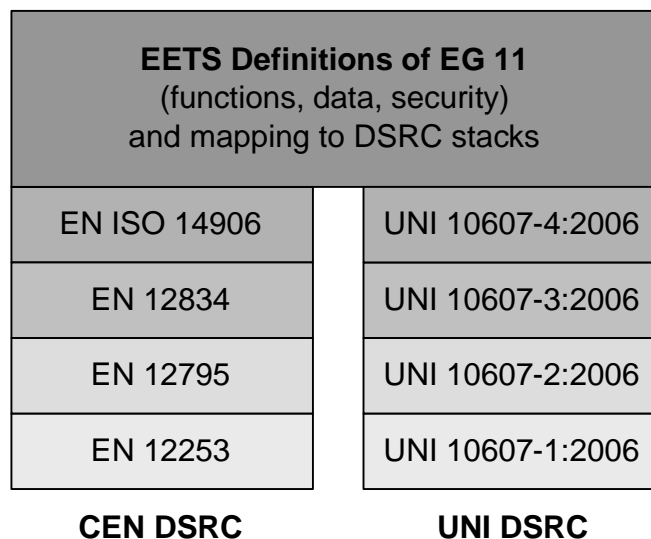 EETS Definitions of EG 11
(functions, data, security)
and mapping to DSRC stacks
EN ISO 14906
UNI 10607-4:2006
EN 12834
UNI 10607-3:2006
EN 12795
UNI 10607-2:2006
EN 12253
UNI 10607-1:2006
CEN DSRC
UNI DSRC